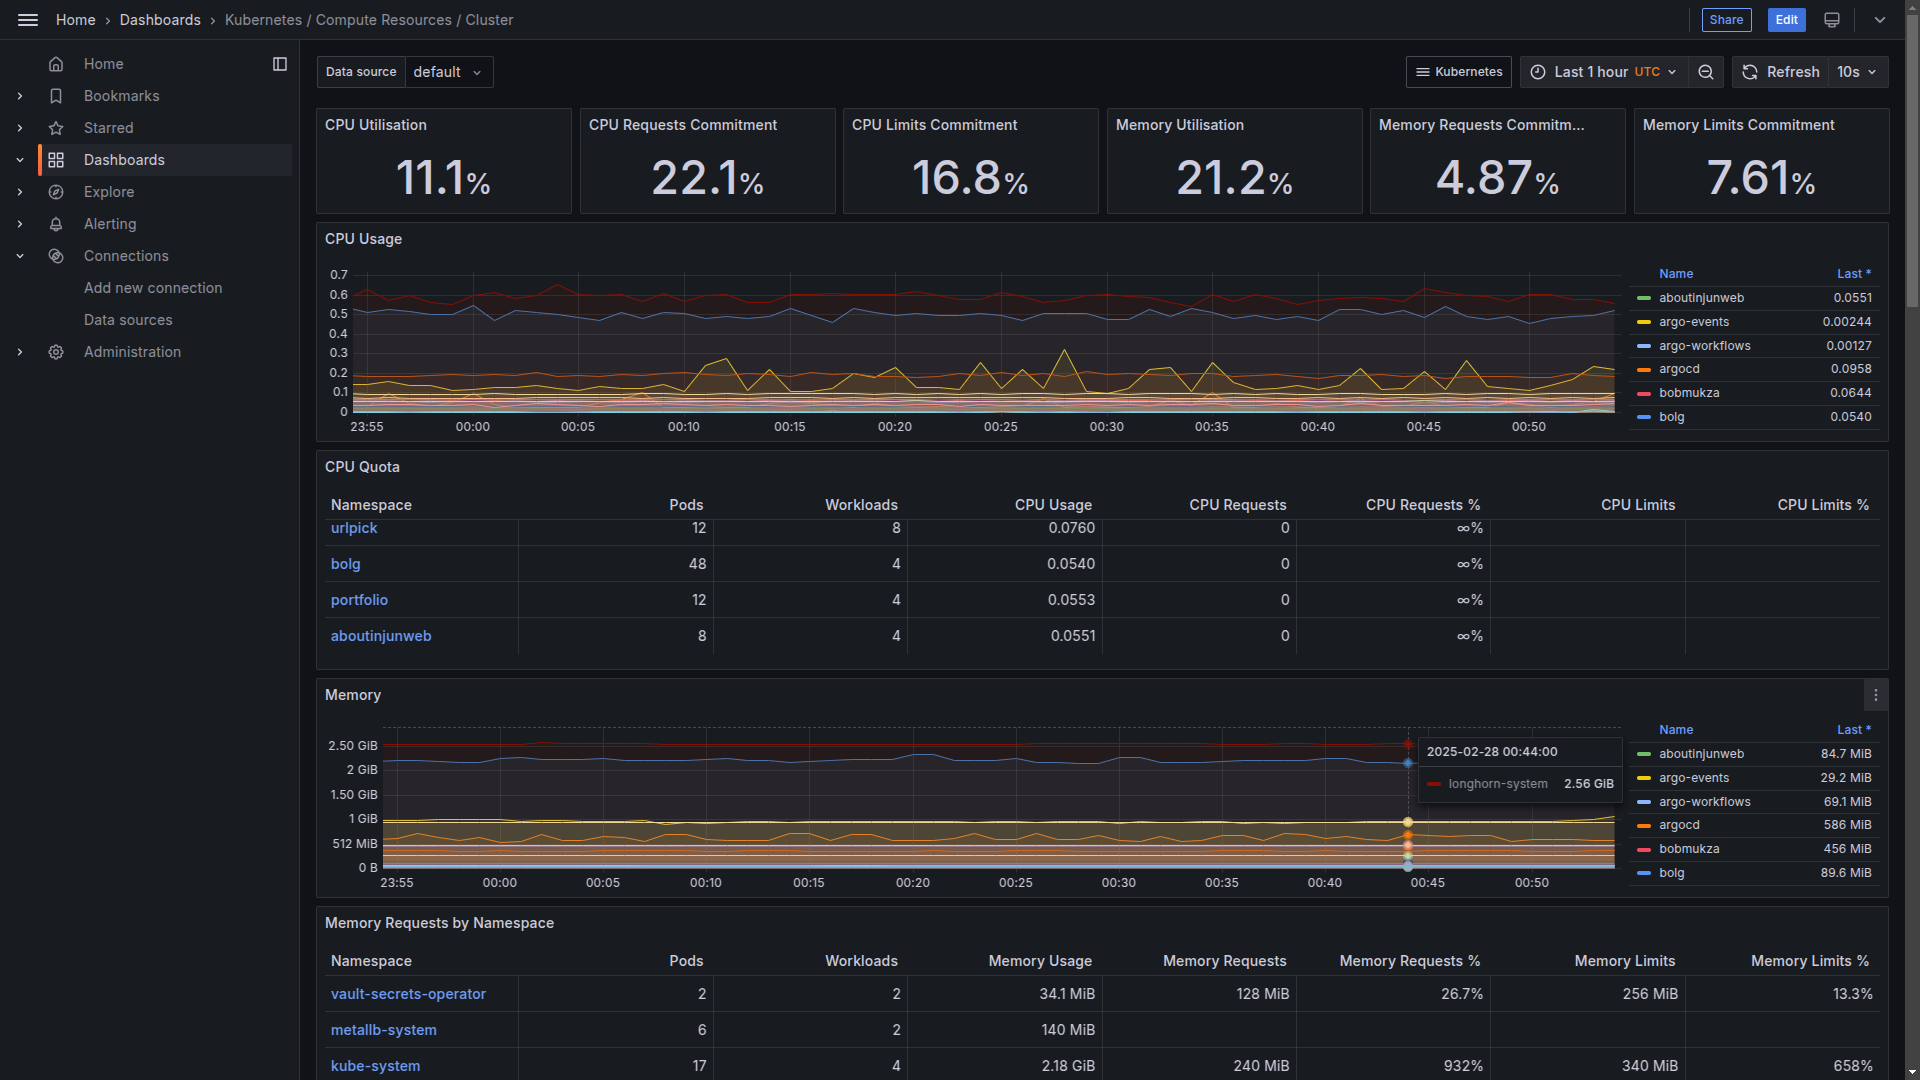 Home › Dashboards › Kubernetes / Compute Resources / Cluster
Share Edit
Home
Bookmarks
Starred
Dashboards
Explore
Alerting
Connections
Add new connection
Data sources
Administration
Data source default
Kubernetes Last 1 hour UTC Refresh 10s
CPU Utilisation
11.1%
CPU Requests Commitment
22.1%
CPU Limits Commitment
16.8%
Memory Utilisation
21.2%
Memory Requests Commitm...
4.87%
Memory Limits Commitment
7.61%
CPU Usage
0.7
0.6
0.5
0.4
0.3
0.2
0.1
0
23:55 00:00 00:05 00:10 00:15 00:20 00:25 00:30 00:35 00:40 00:45 00:50
Name Last *
aboutinjunweb 0.0551
argo-events 0.00244
argo-workflows 0.00127
argocd 0.0958
bobmukza 0.0644
bolg 0.0540
CPU Quota
Namespace Pods Workloads CPU Usage CPU Requests CPU Requests % CPU Limits CPU Limits %
urlpick 12 8 0.0760 0 ∞%
bolg 48 4 0.0540 0 ∞%
portfolio 12 4 0.0553 0 ∞%
aboutinjunweb 8 4 0.0551 0 ∞%
Memory
2.50 GiB
2 GiB
1.50 GiB
1 GiB
512 MiB
0 B
23:55 00:00 00:05 00:10 00:15 00:20 00:25 00:30 00:35 00:40 00:45 00:50
2025-02-28 00:44:00
longhorn-system 2.56 GiB
Name Last *
aboutinjunweb 84.7 MiB
argo-events 29.2 MiB
argo-workflows 69.1 MiB
argocd 586 MiB
bobmukza 456 MiB
bolg 89.6 MiB
Memory Requests by Namespace
Namespace Pods Workloads Memory Usage Memory Requests Memory Requests % Memory Limits Memory Limits %
vault-secrets-operator 2 2 34.1 MiB 128 MiB 26.7% 256 MiB 13.3%
metallb-system 6 2 140 MiB
kube-system 17 4 2.18 GiB 240 MiB 932% 340 MiB 658%